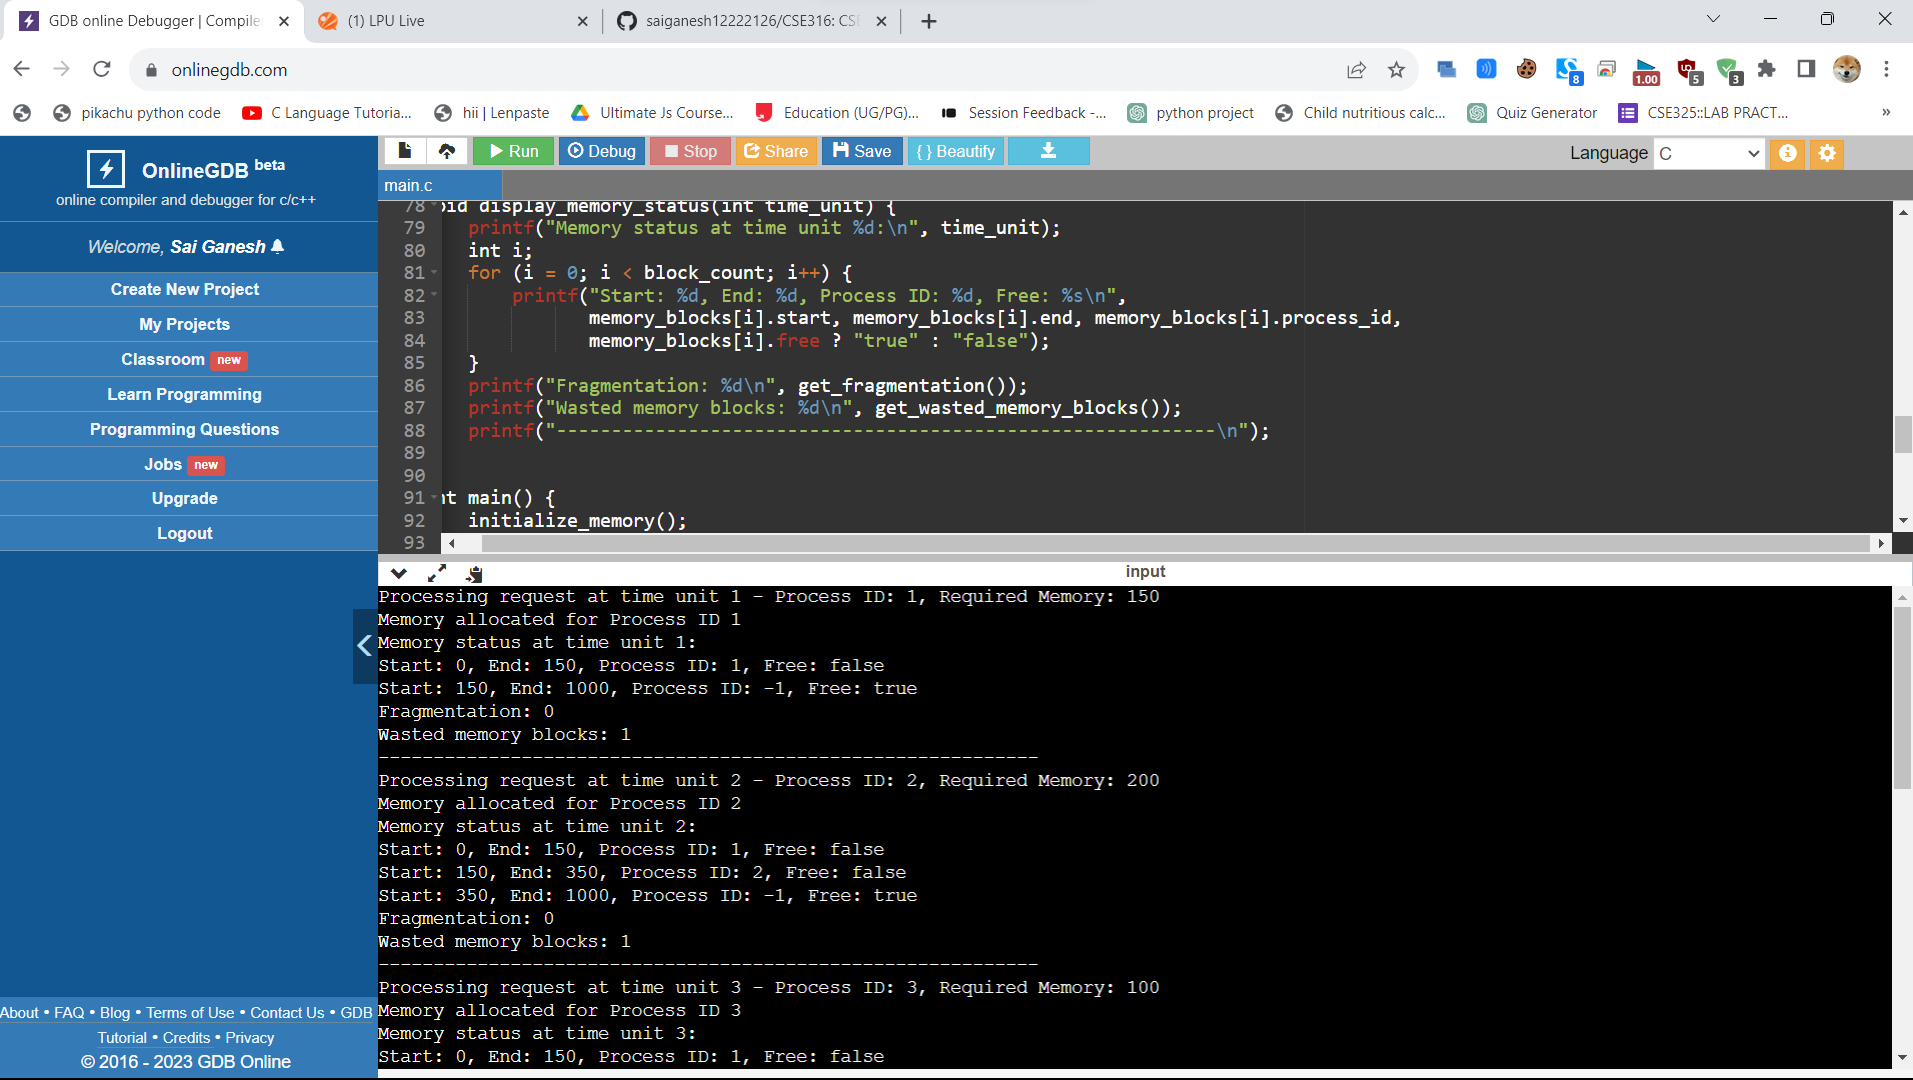 GDB online Debugger | Compile
(1) LPU Live
saiganesh12222126/CSE316: CSE
onlinegdb.com
8
1.00
5
3
pikachu python code
C Language Tutoria...
hii | Lenpaste
Ultimate Js Course...
Education (UG/PG)...
Session Feedback -...
python project
Child nutritious calc...
Quiz Generator
CSE325::LAB PRACT...
»
OnlineGDB beta
online compiler and debugger for c/c++
Welcome, Sai Ganesh
Create New Project
My Projects
Classroom new
Learn Programming
Programming Questions
Jobs new
Upgrade
Logout
About • FAQ • Blog • Terms of Use • Contact Us • GDB
Tutorial • Credits • Privacy
© 2016 - 2023 GDB Online
Run
Debug
Stop
Share
Save
{ } Beautify
Language C
main.c
78 oid display_memory_status(int time_unit) {
79 printf("Memory status at time unit %d:\n", time_unit);
80 int i;
81 for (i = 0; i < block_count; i++) {
82 printf("Start: %d, End: %d, Process ID: %d, Free: %s\n",
83 memory_blocks[i].start, memory_blocks[i].end, memory_blocks[i].process_id,
84 memory_blocks[i].free ? "true" : "false");
85 }
86 printf("Fragmentation: %d\n", get_fragmentation());
87 printf("Wasted memory blocks: %d\n", get_wasted_memory_blocks());
88 printf("------------------------------------------------------------\n");
89
90
91 nt main() {
92 initialize_memory();
93
input
Processing request at time unit 1 - Process ID: 1, Required Memory: 150
Memory allocated for Process ID 1
Memory status at time unit 1:
Start: 0, End: 150, Process ID: 1, Free: false
Start: 150, End: 1000, Process ID: -1, Free: true
Fragmentation: 0
Wasted memory blocks: 1
------------------------------------------------------------
Processing request at time unit 2 - Process ID: 2, Required Memory: 200
Memory allocated for Process ID 2
Memory status at time unit 2:
Start: 0, End: 150, Process ID: 1, Free: false
Start: 150, End: 350, Process ID: 2, Free: false
Start: 350, End: 1000, Process ID: -1, Free: true
Fragmentation: 0
Wasted memory blocks: 1
------------------------------------------------------------
Processing request at time unit 3 - Process ID: 3, Required Memory: 100
Memory allocated for Process ID 3
Memory status at time unit 3:
Start: 0, End: 150, Process ID: 1, Free: false